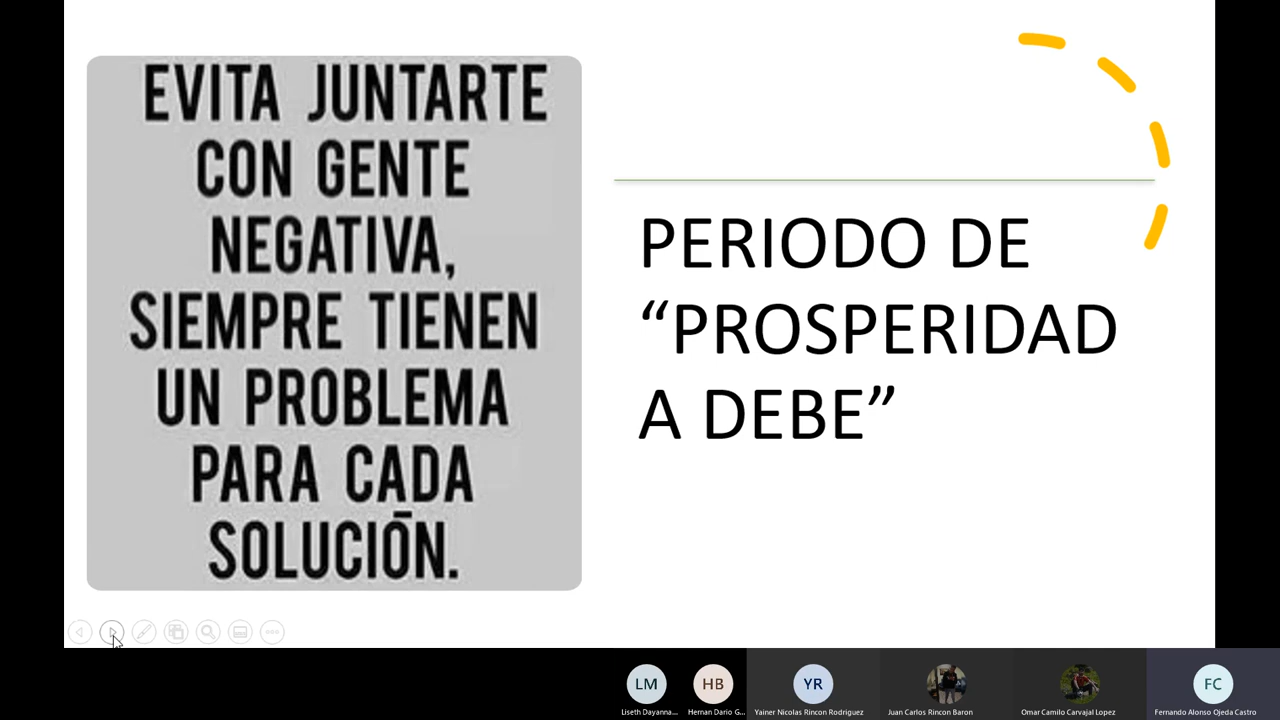 EVITA JUNTARTE
CON GENTE
NEGATIVA,
SIEMPRE TIENEN
UN PROBLEMA
PARA CADA
SOLUCIÓN.
PERIODO DE
“PROSPERIDAD
A DEBE”
LM
HB
YR
FC
Liseth Dayanna...
Hernan Dario G...
Yainer Nicolas Rincon Rodriguez
Juan Carlos Rincon Baron
Omar Camilo Carvajal Lopez
Fernando Alonso Ojeda Castro